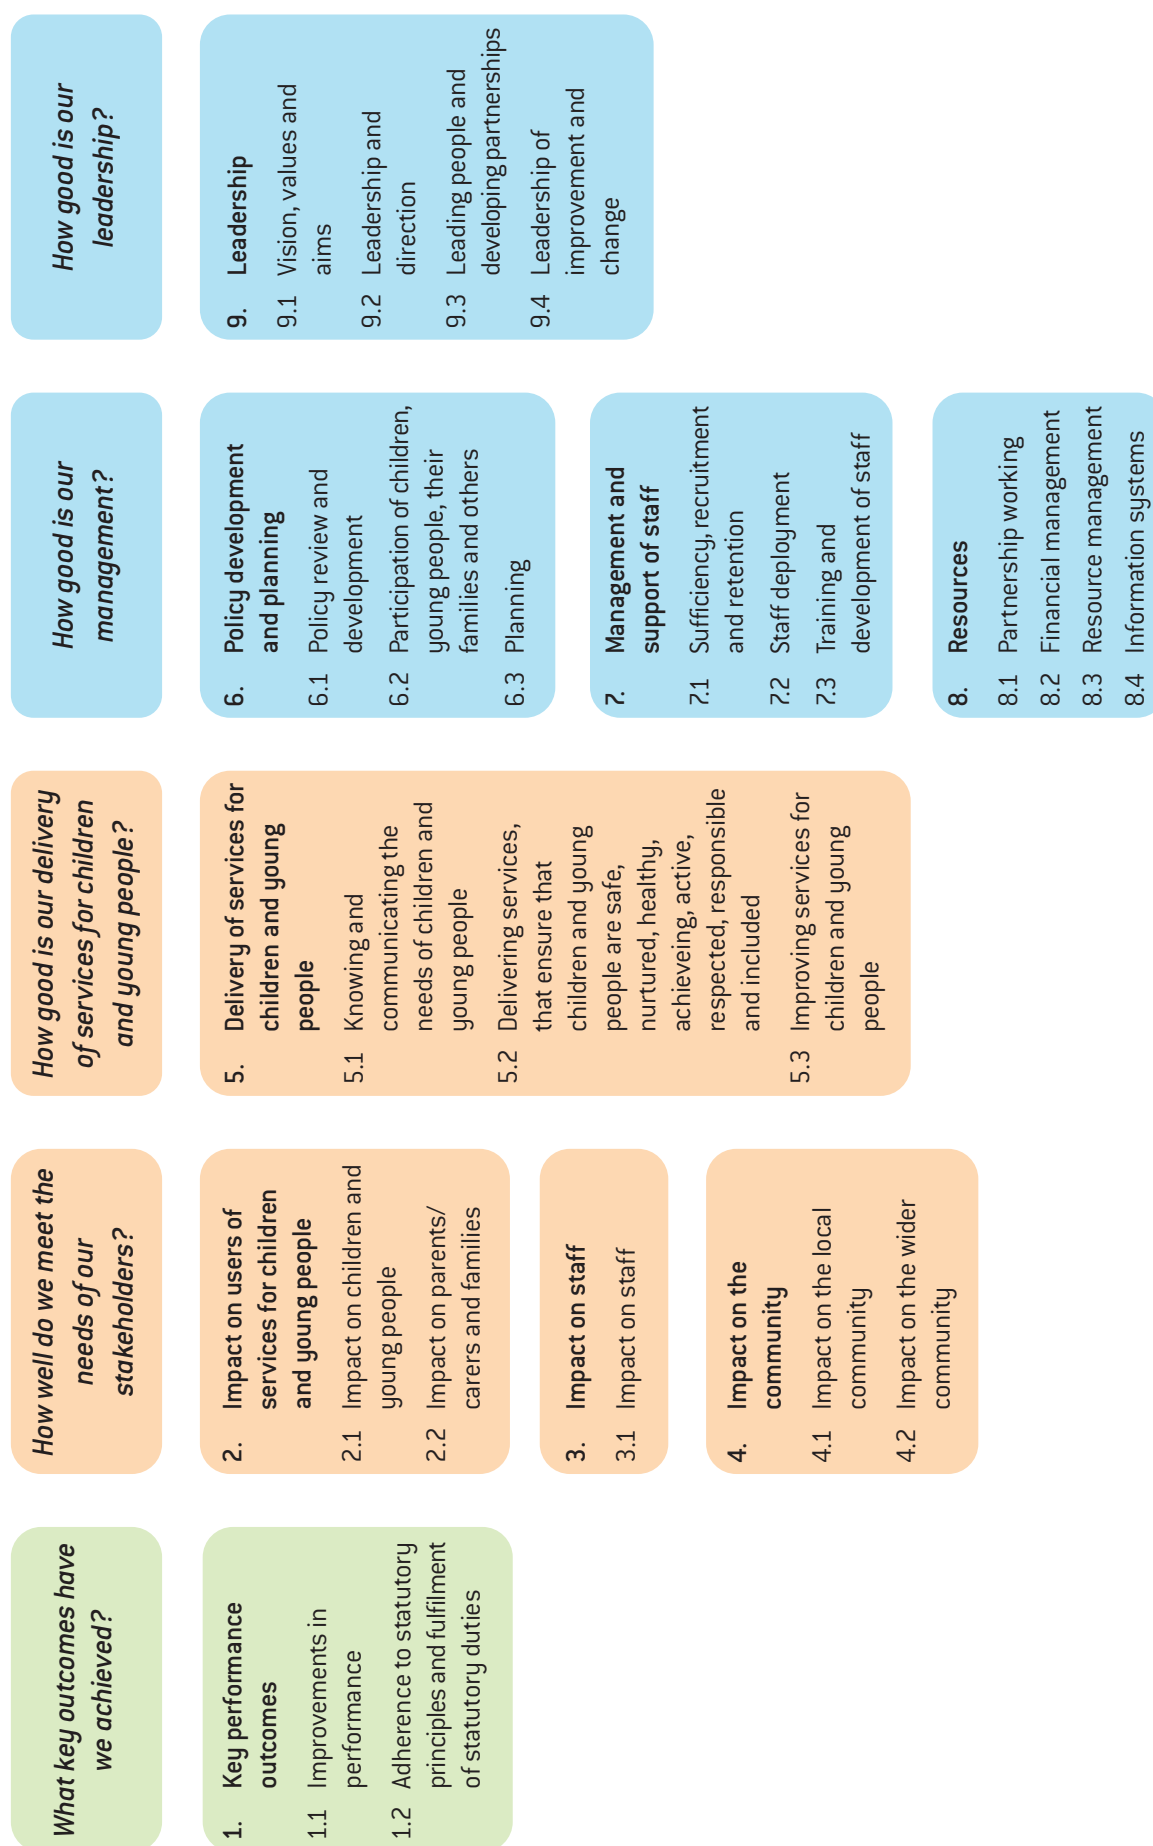 What key outcomes have
we achieved?
1. Key performance
outcomes
1.1 Improvements in
performance
1.2 Adherence to statutory
principles and fulfilment
of statutory duties
How well do we meet the
needs of our
stakeholders?
2. Impact on users of
services for children
and young people
2.1 Impact on children and
young people
2.2 Impact on parents/
carers and families
3. Impact on staff
3.1 Impact on staff
4. Impact on the
community
4.1 Impact on the local
community
4.2 Impact on the wider
community
How good is our delivery
of services for children
and young people?
5. Delivery of services for
children and young
people
5.1 Knowing and
communicating the
needs of children and
young people
5.2 Delivering services,
that ensure that
children and young
people are safe,
nurtured, healthy,
achieveing, active,
respected, responsible
and included
5.3 Improving services for
children and young
people
How good is our
management?
6. Policy development
and planning
6.1 Policy review and
development
6.2 Participation of children,
young people, their
families and others
6.3 Planning
7. Management and
support of staff
7.1 Sufficiency, recruitment
and retention
7.2 Staff deployment
7.3 Training and
development of staff
8. Resources
8.1 Partnership working
8.2 Financial management
8.3 Resource management
8.4 Information systems
How good is our
leadership?
9. Leadership
9.1 Vision, values and
aims
9.2 Leadership and
direction
9.3 Leading people and
developing partnerships
9.4 Leadership of
improvement and
change